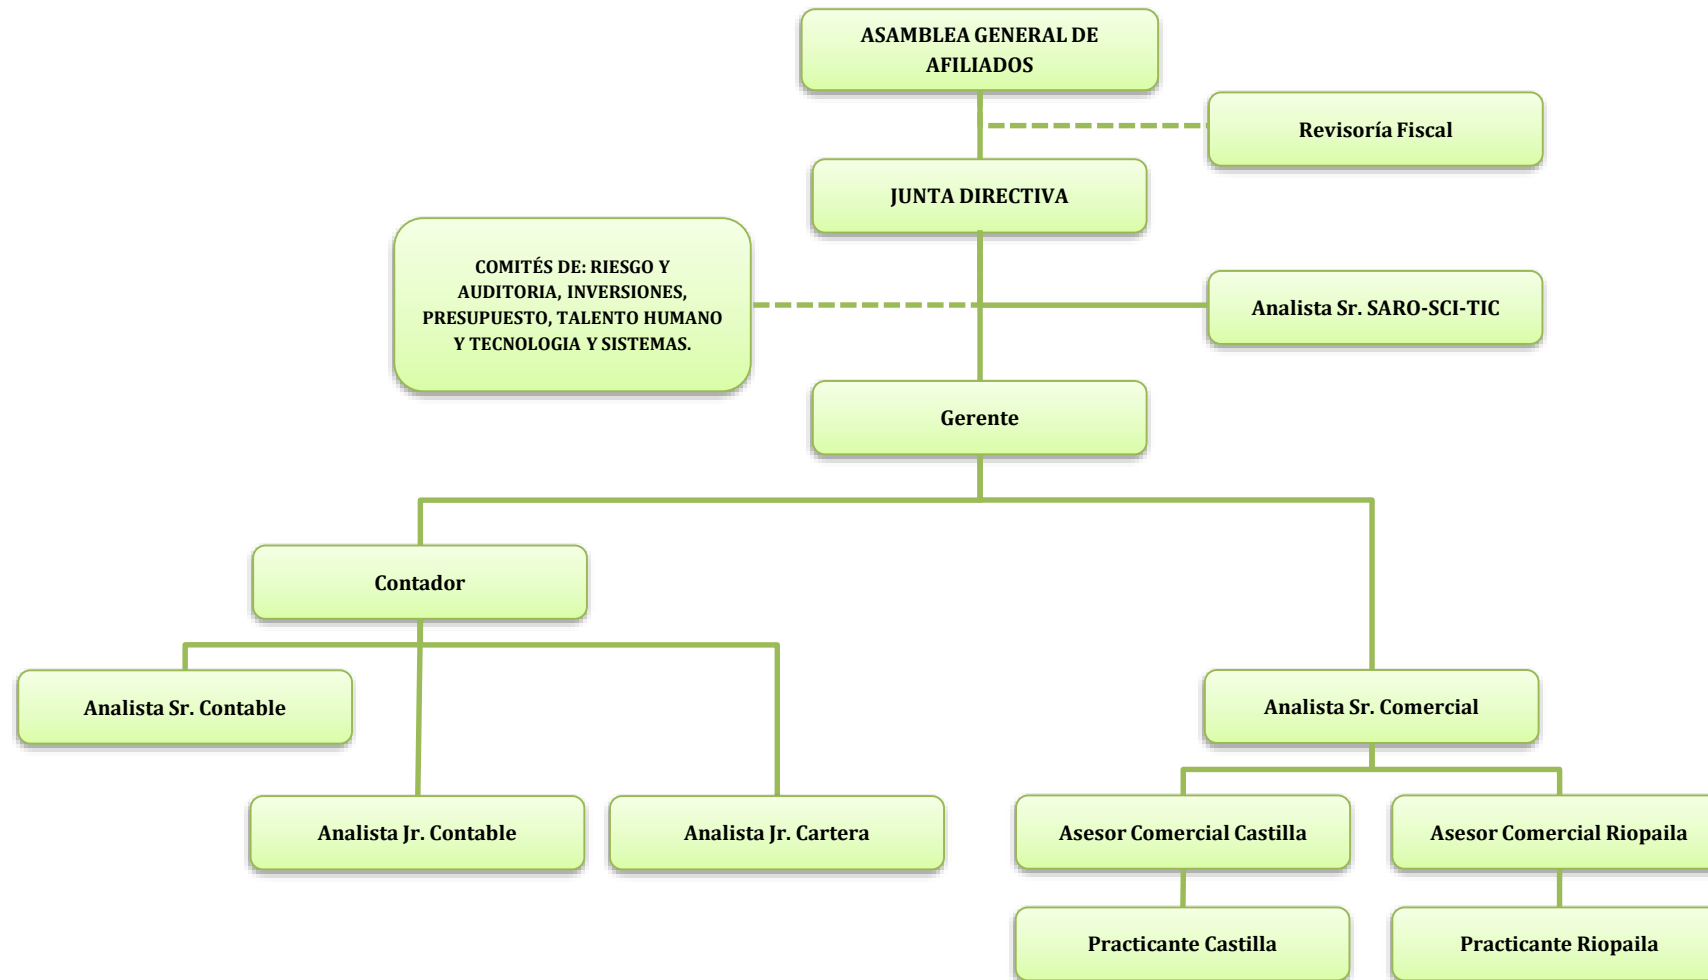 ASAMBLEA GENERAL DE
AFILIADOS
Revisoría Fiscal
JUNTA DIRECTIVA
COMITÉS DE: RIESGO Y
AUDITORIA, INVERSIONES,
PRESUPUESTO, TALENTO HUMANO
Y TECNOLOGIA Y SISTEMAS.
Analista Sr. SARO-SCI-TIC
Gerente
Contador
Analista Sr. Contable
Analista Sr. Comercial
Analista Jr. Contable
Analista Jr. Cartera
Asesor Comercial Castilla
Asesor Comercial Riopaila
Practicante Castilla
Practicante Riopaila